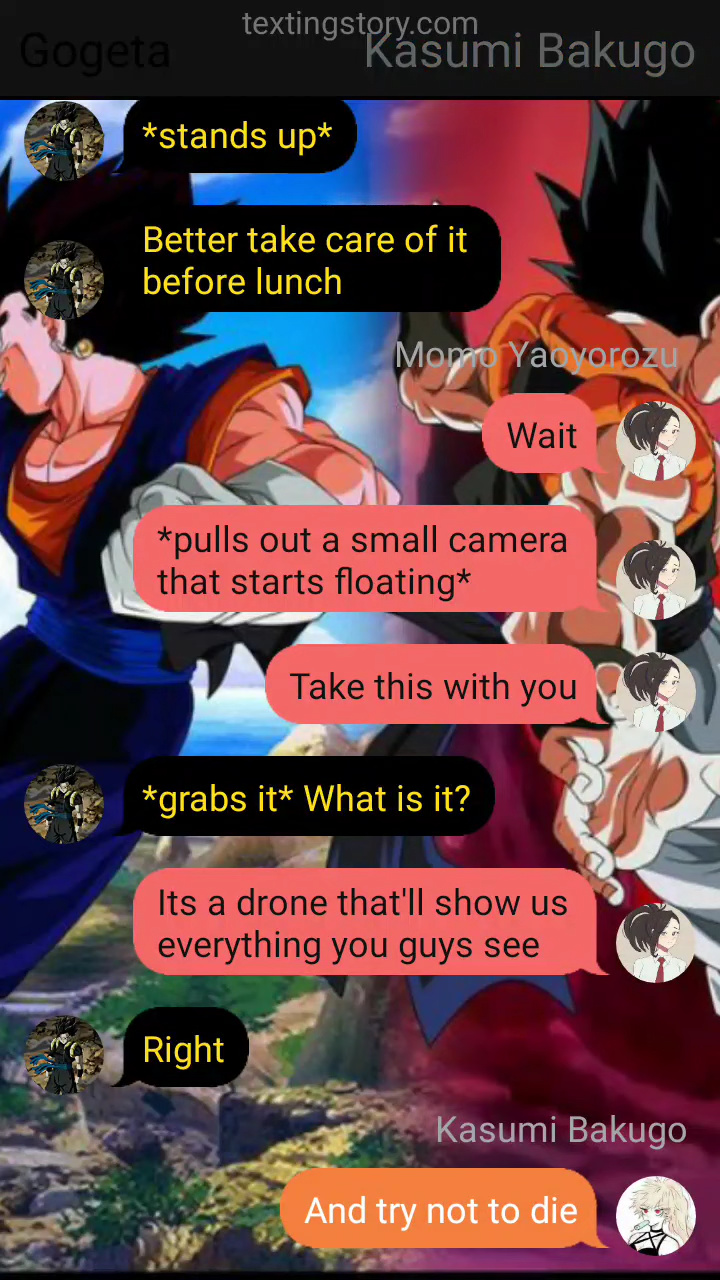 textingstory.com
Gogeta
Kasumi Bakugo
*stands up*
Better take care of it
before lunch
Momo Yaoyorozu
Wait
*pulls out a small camera
that starts floating*
Take this with you
*grabs it* What is it?
Its a drone that'll show us
everything you guys see
Right
Kasumi Bakugo
And try not to die